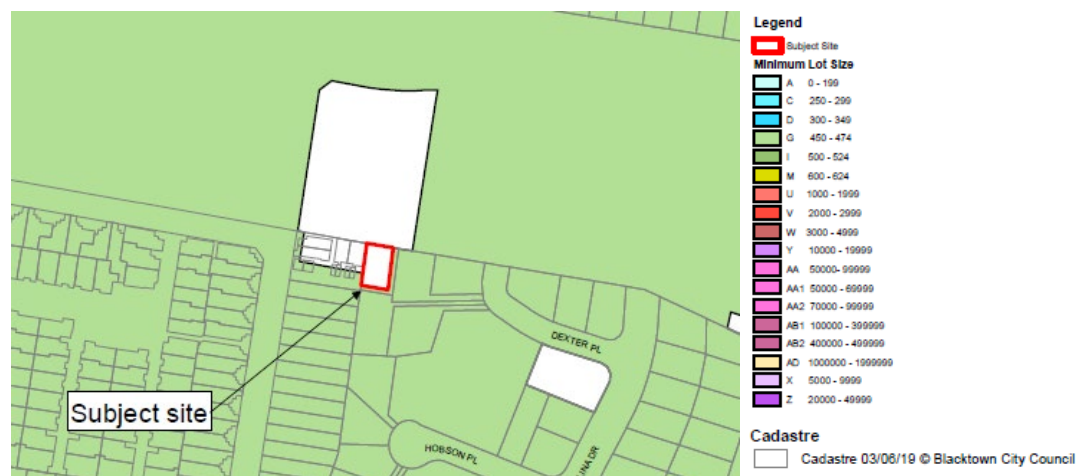 Subject site
DEXTER PL
HOBSON PL
INA DR
Legend
Subject Site
Minimum Lot Size
A 0 - 199
C 250 - 299
D 300 - 349
G 450 - 474
I 500 - 524
M 600 - 624
U 1000 - 1999
V 2000 - 2999
W 3000 - 4999
Y 10000 - 19999
AA 50000- 99999
AA1 50000 - 69999
AA2 70000 - 99999
AB1 100000 - 399999
AB2 400000 - 499999
AD 1000000 - 1999999
X 5000 - 9999
Z 20000 - 49999
Cadastre
Cadastre 03/06/19 © Blacktown City Council